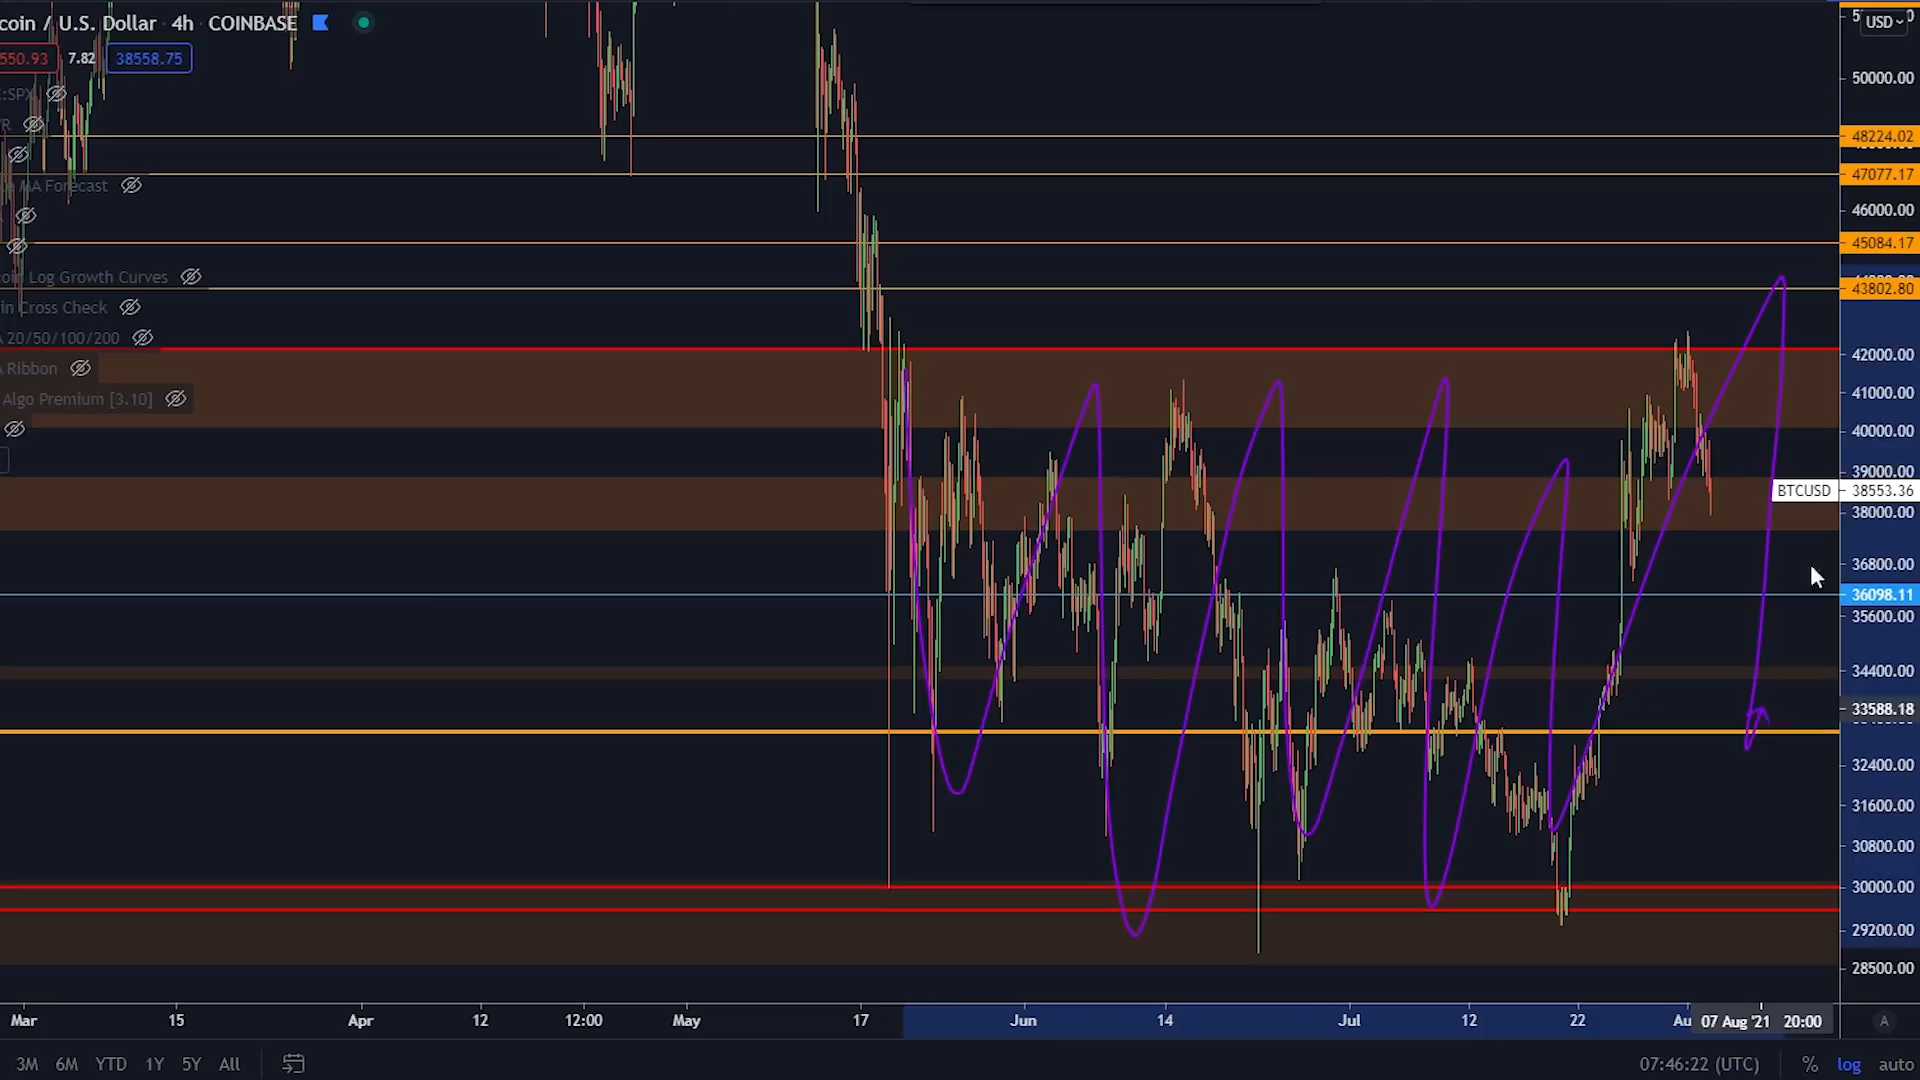 coin / U.S. Dollar 4h COINBASE
550.93 7.82 38558.75
:SPX
R
MA Forecast
coin Log Growth Curves
in Cross Check
A 20/50/100/200
A Ribbon
Algo Premium [3.10]
USD
50000.00
48224.02
47077.17
46000.00
45084.17
43802.80
42000.00
41000.00
40000.00
39000.00
BTCUSD 38553.36
38000.00
36800.00
36098.11
35600.00
34400.00
33588.18
32400.00
31600.00
30800.00
30000.00
29200.00
28500.00
Mar 15 Apr 12 12:00 May 17 Jun 14 Jul 12 22 Au 07 Aug '21 20:00 A
3M 6M YTD 1Y 5Y All 07:46:22 (UTC) % log auto